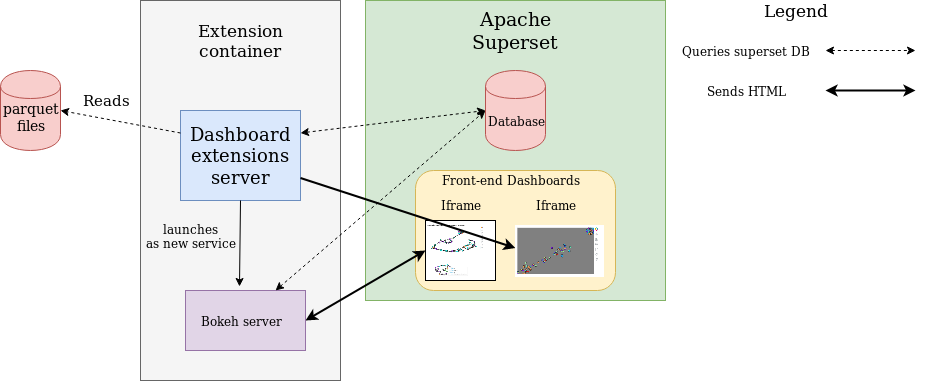 Extension
container
Apache
Superset
Legend
Queries superset DB
Sends HTML
parquet
files
Reads
Dashboard
extensions
server
Database
Front-end Dashboards
Iframe
Iframe
launches
as new service
Bokeh server